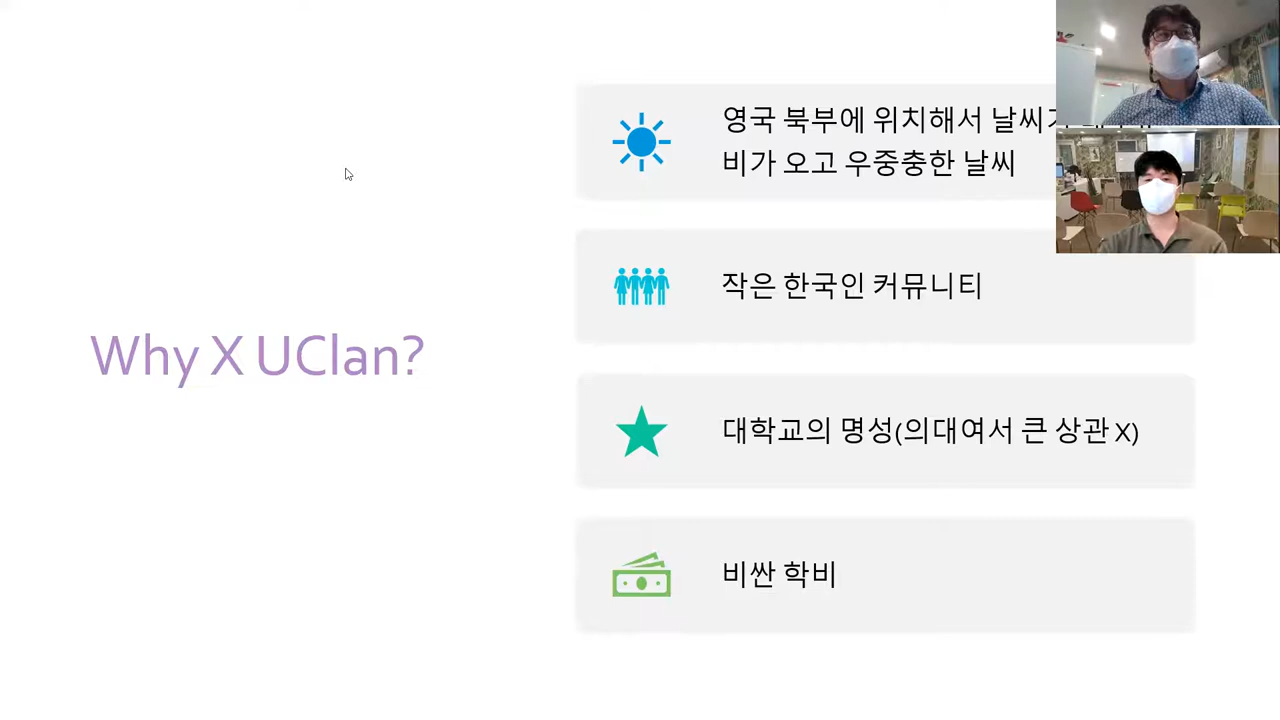 Why X UClan?
영국 북부에 위치해서 날씨가
비가 오고 우중충한 날씨
작은 한국인 커뮤니티
대학교의 명성(의대여서 큰 상관 X)
비싼 학비